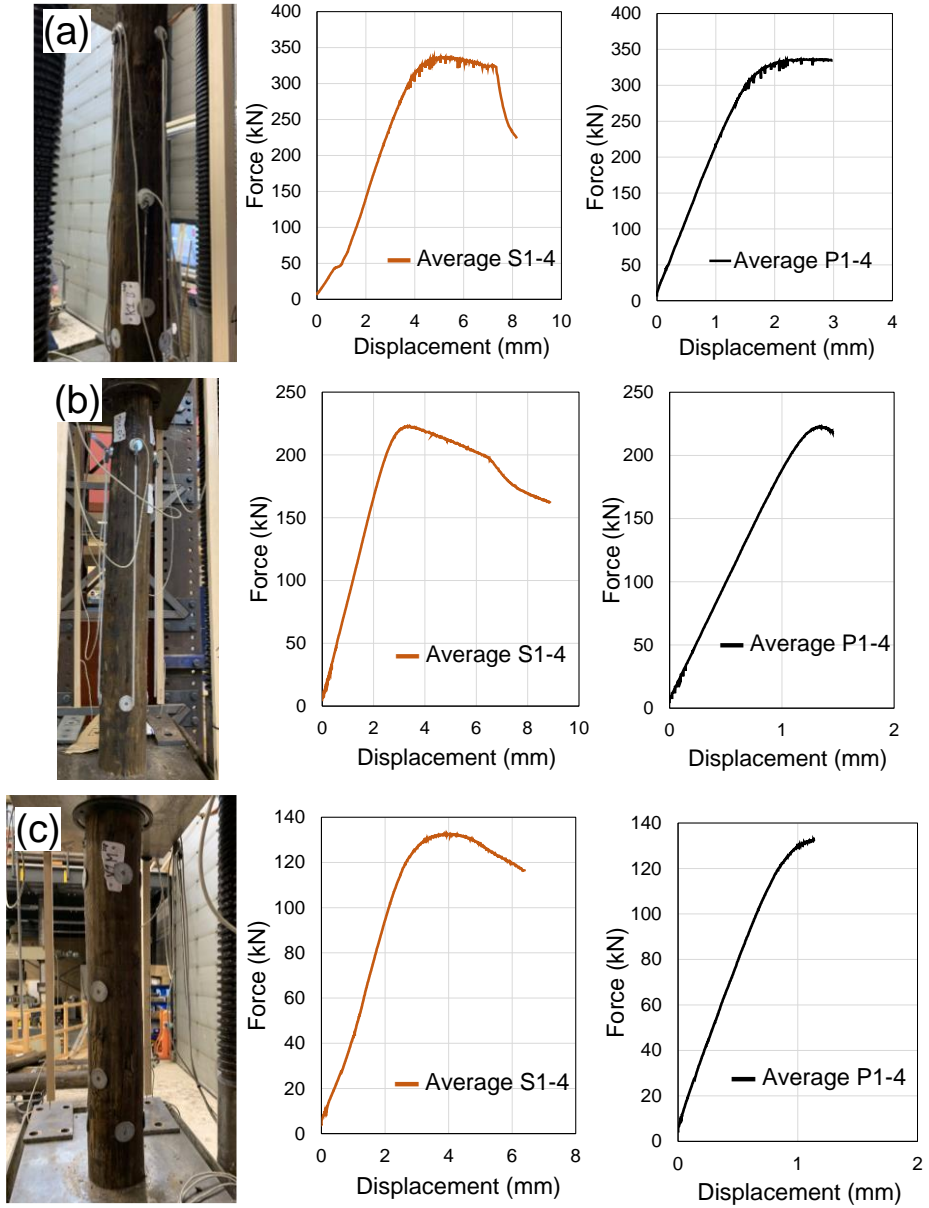 (a)
400
350
300
250
200
150
100
50
0
Force (kN)
Average S1-4
0 2 4 6 8 10
Displacement (mm)
400
350
300
250
200
150
100
50
0
Force (kN)
Average P1-4
0 1 2 3 4
Displacement (mm)
(b)
250
200
150
100
50
0
Force (kN)
Average S1-4
0 2 4 6 8 10
Displacement (mm)
250
200
150
100
50
0
Force (kN)
Average P1-4
0 1 2
Displacement (mm)
(c)
140
120
100
80
60
40
20
0
Force (kN)
Average S1-4
0 2 4 6 8
Displacement (mm)
140
120
100
80
60
40
20
0
Force (kN)
Average P1-4
0 1 2
Displacement (mm)